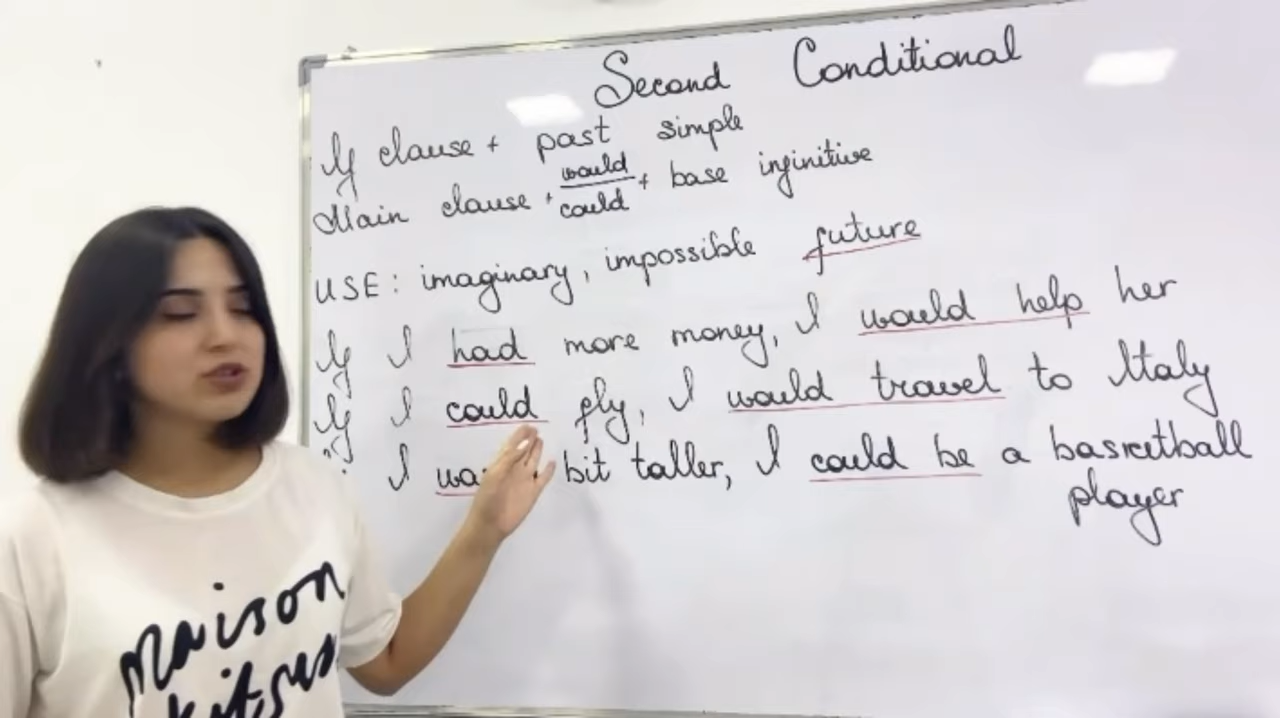 Second Conditional
If clause + past simple
Main clause + would/could + base infinitive
USE: imaginary, impossible future
If I had more money, I would help her
If I could fly, I would travel to Italy
I bit taller, I could be a basketball
player
maison